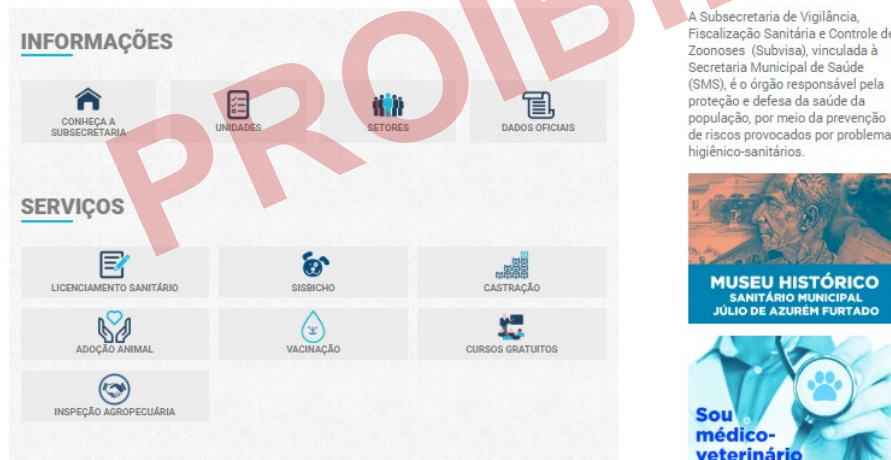 PROIBI
INFORMAÇÕES
CONHEÇA A
SUBSECRETARIA
UNIDADES
SETORES
DADOS OFICIAIS
SERVIÇOS
LICENCIAMENTO SANITÁRIO
SISBICHO
CASTRAÇÃO
ADOÇÃO ANIMAL
VACINAÇÃO
CURSOS GRATUITOS
INSPEÇÃO AGROPECUÁRIA
A Subsecretaria de Vigilância,
Fiscalização Sanitária e Controle de
Zoonoses (Subvisa), vinculada à
Secretaria Municipal de Saúde
(SMS), é o órgão responsável pela
proteção e defesa da saúde da
população, por meio da prevenção
de riscos provocados por problema
higiênico-sanitários.
MUSEU HISTÓRICO
SANITÁRIO MUNICIPAL
JÚLIO DE AZURÉM FURTADO
Sou
médico-
veterinário